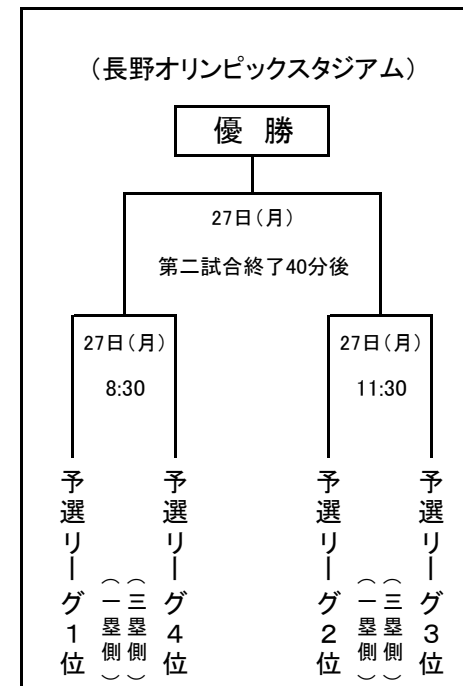 （長野オリンピックスタジアム）
優 勝
27日（月）
第二試合終了40分後
27日（月）
8:30
27日（月）
11:30
予選リーグ１位
（一塁側）
（三塁側）
予選リーグ４位
予選リーグ２位
（一塁側）
（三塁側）
予選リーグ３位